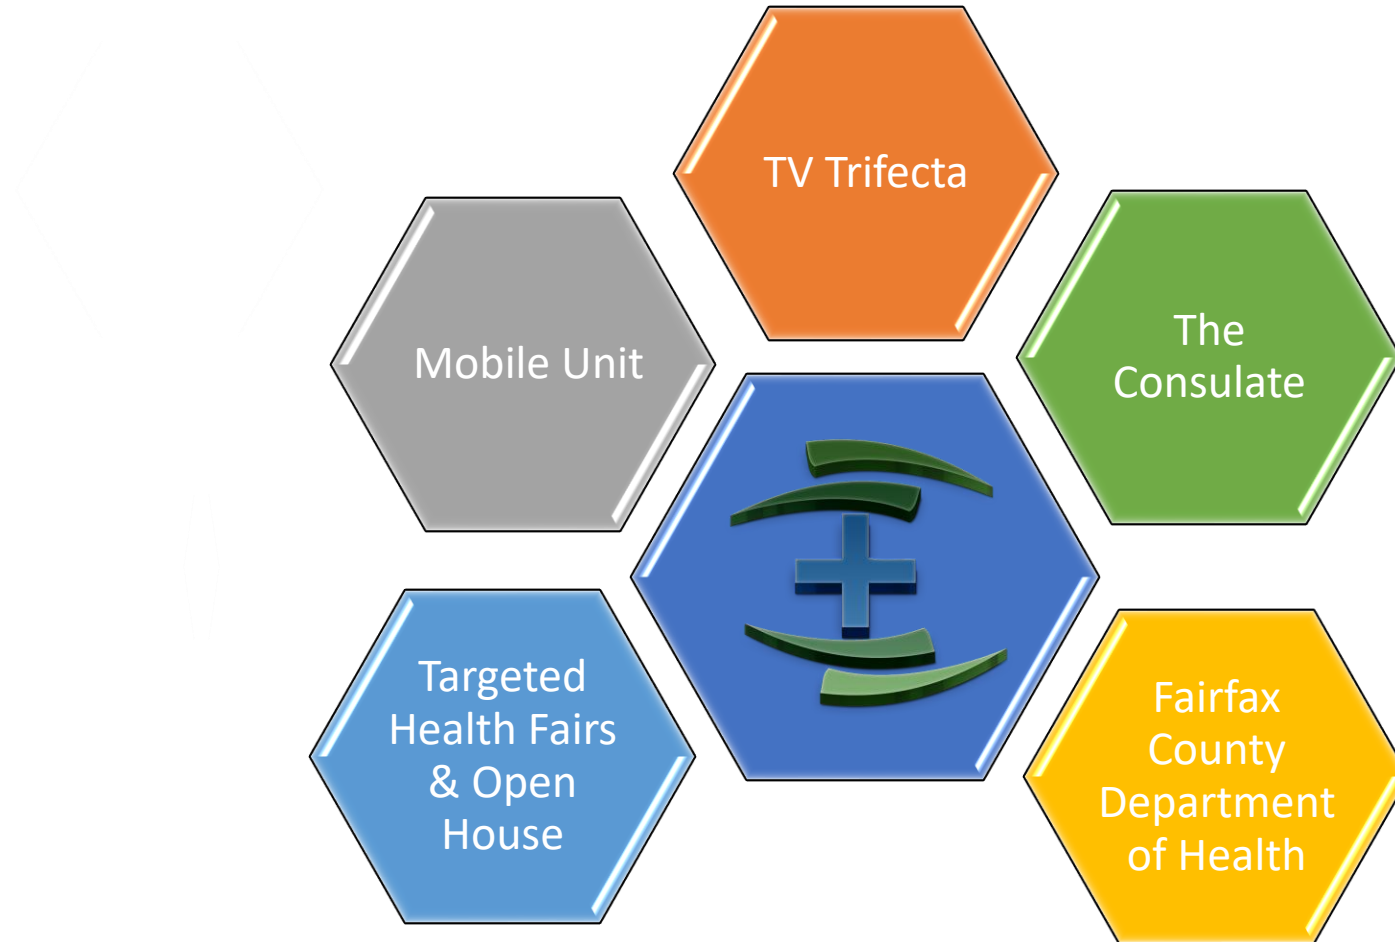 TV Trifecta
Mobile Unit
The
Consulate
Targeted
Health Fairs
& Open
House
Fairfax
County
Department
of Health